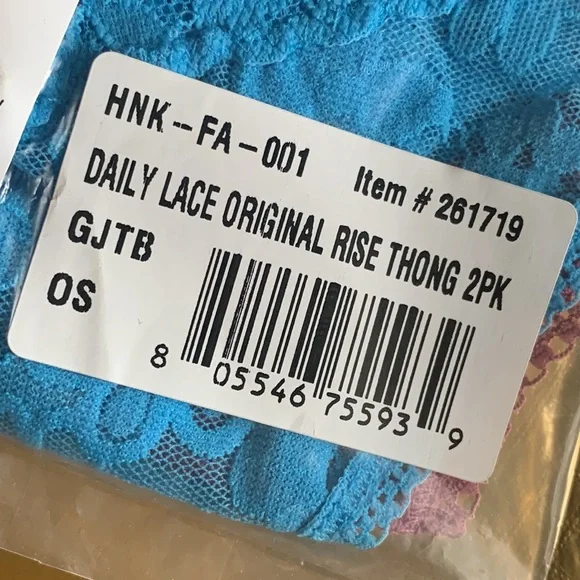 HNK-FA-001 Item # 261719
DAILY LACE ORIGINAL RISE THONG 2PK
GJTB
OS
8 05546 75593 9